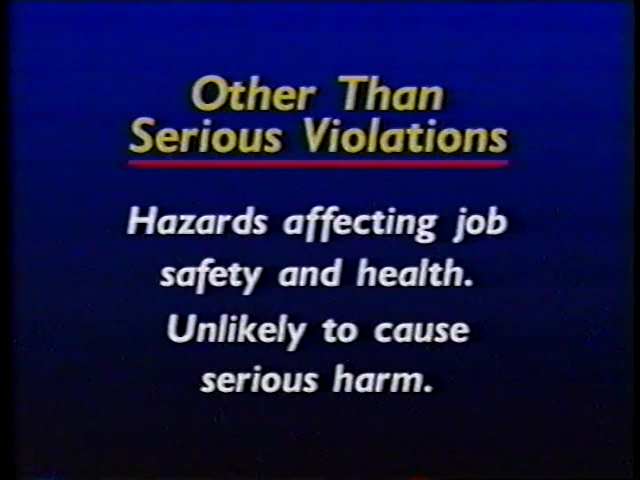 Other Than
Serious Violations
Hazards affecting job
safety and health.
Unlikely to cause
serious harm.